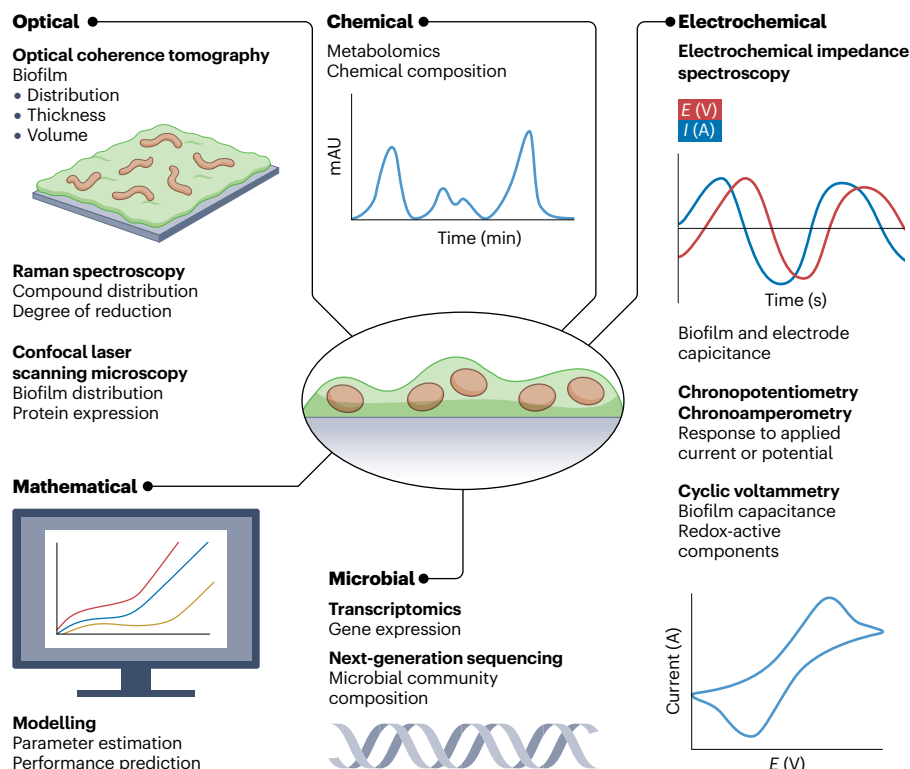 Optical
Optical coherence tomography
Biofilm
• Distribution
• Thickness
• Volume
Raman spectroscopy
Compound distribution
Degree of reduction
Confocal laser
scanning microscopy
Biofilm distribution
Protein expression
Mathematical
Modelling
Parameter estimation
Performance prediction
Chemical
Metabolomics
Chemical composition
mAU
Time (min)
Microbial
Transcriptomics
Gene expression
Next-generation sequencing
Microbial community
composition
Electrochemical
Electrochemical impedance
spectroscopy
E (V)
I (A)
Time (s)
Biofilm and electrode
capicitance
Chronopotentiometry
Chronoamperometry
Response to applied
current or potential
Cyclic voltammetry
Biofilm capacitance
Redox-active
components
Current (A)
E (V)